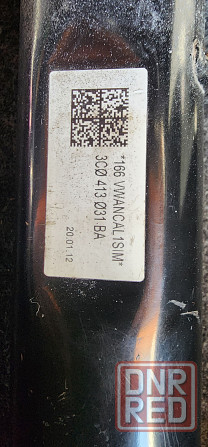 *166 VWANCAL1SIM*
3C0 413 031 BA
20.01.12
DNR
RED